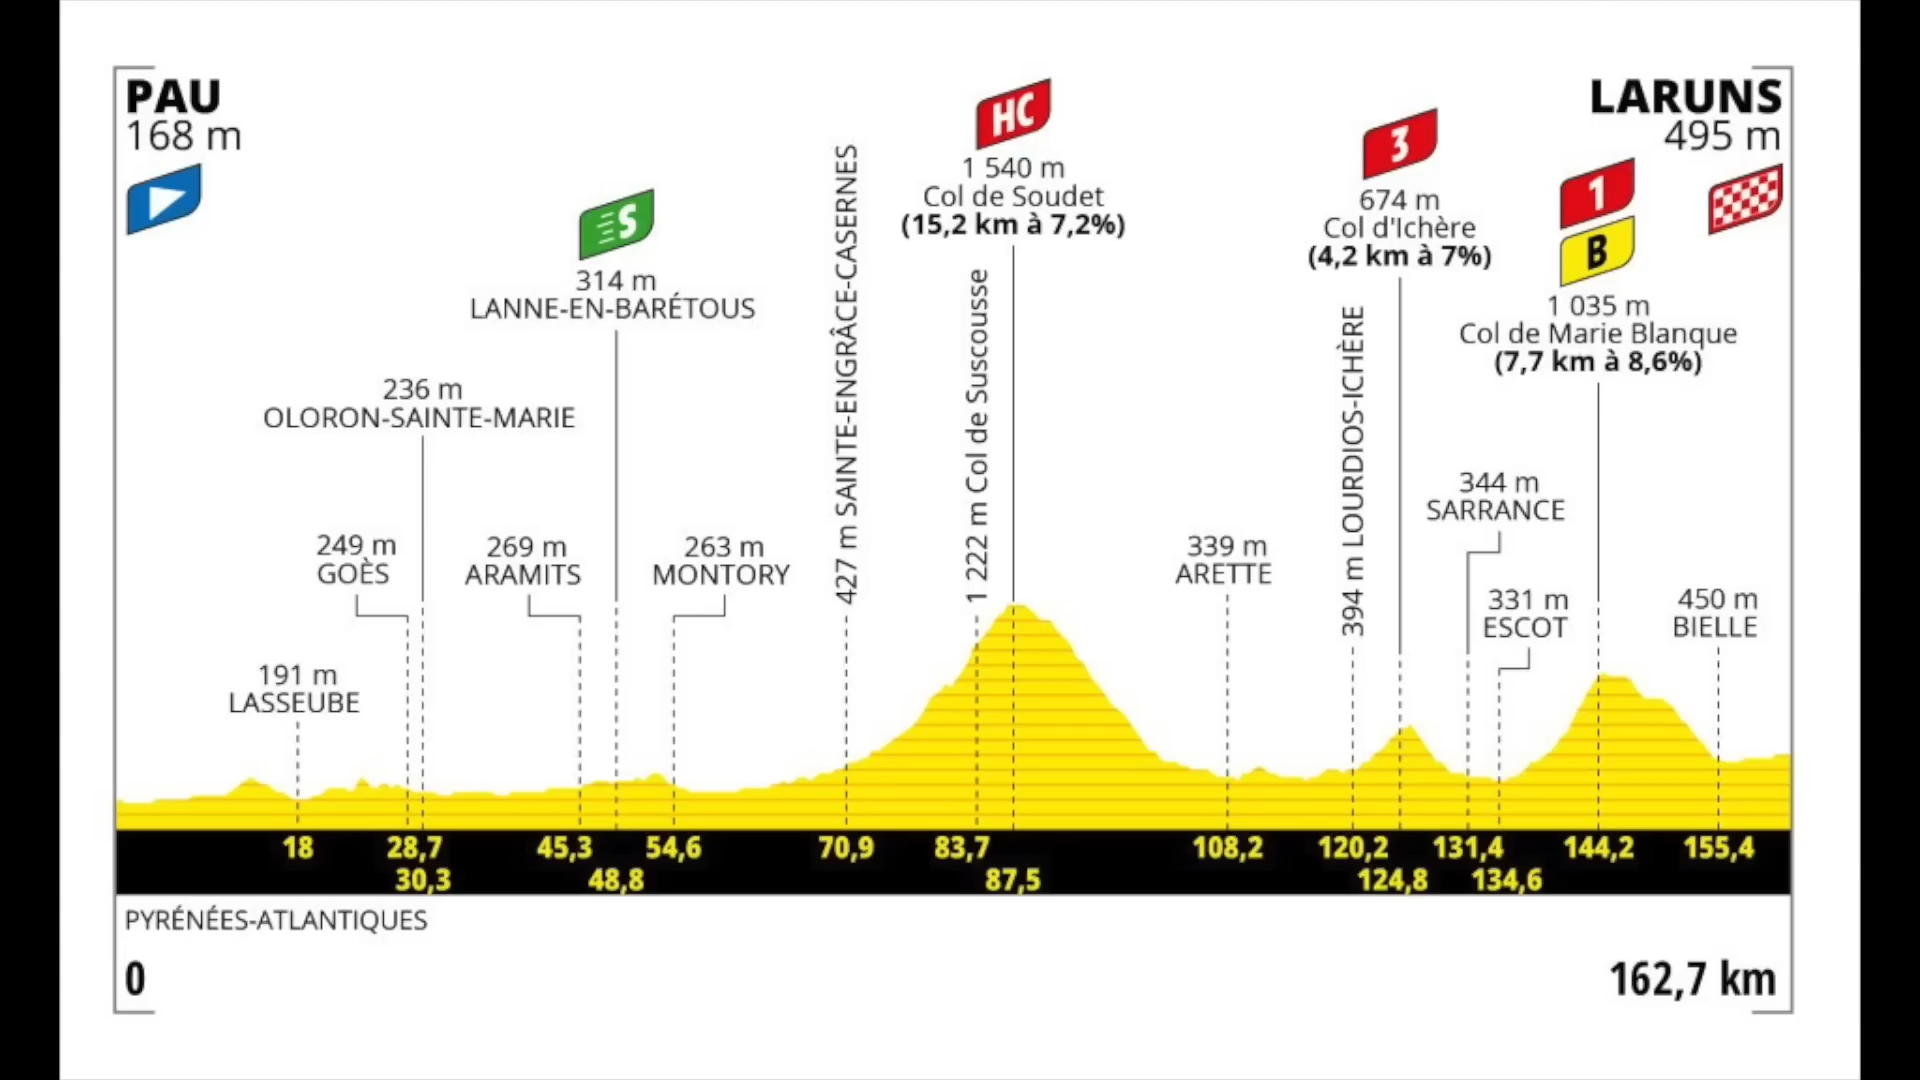 PAU
168 m
LARUNS
495 m
HC
1 540 m
Col de Soudet
(15,2 km à 7,2%)
3
674 m
Col d'Ichère
(4,2 km à 7%)
1
B
1 035 m
Col de Marie Blanque
(7,7 km à 8,6%)
S
314 m
LANNE-EN-BARÉTOUS
427 m SAINTE-ENGRÂCE-CASERNES
1 222 m Col de Suscousse
394 m LOURDIOS-ICHÈRE
236 m
OLORON-SAINTE-MARIE
344 m
SARRANCE
249 m
GOÈS
269 m
ARAMITS
263 m
MONTORY
339 m
ARETTE
331 m
ESCOT
450 m
BIELLE
191 m
LASSEUBE
18 28,7 45,3 54,6 70,9 83,7 108,2 120,2 131,4 144,2 155,4
30,3 48,8 87,5 124,8 134,6
PYRÉNÉES-ATLANTIQUES
0
162,7 km